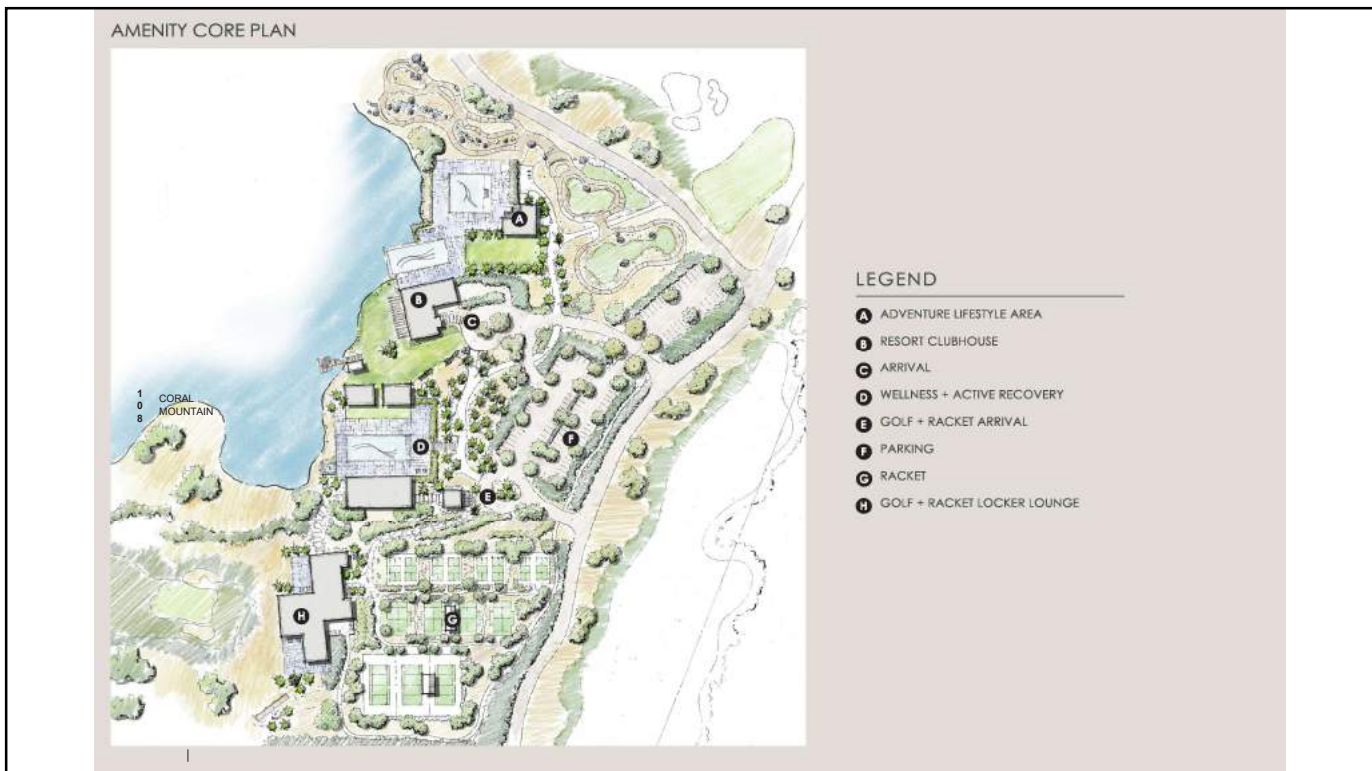 AMENITY CORE PLAN
A
B
C
D
E
F
G
H
1
0
8
CORAL
MOUNTAIN
LEGEND
A ADVENTURE LIFESTYLE AREA
B RESORT CLUBHOUSE
C ARRIVAL
D WELLNESS + ACTIVE RECOVERY
E GOLF + RACKET ARRIVAL
F PARKING
G RACKET
H GOLF + RACKET LOCKER LOUNGE
|